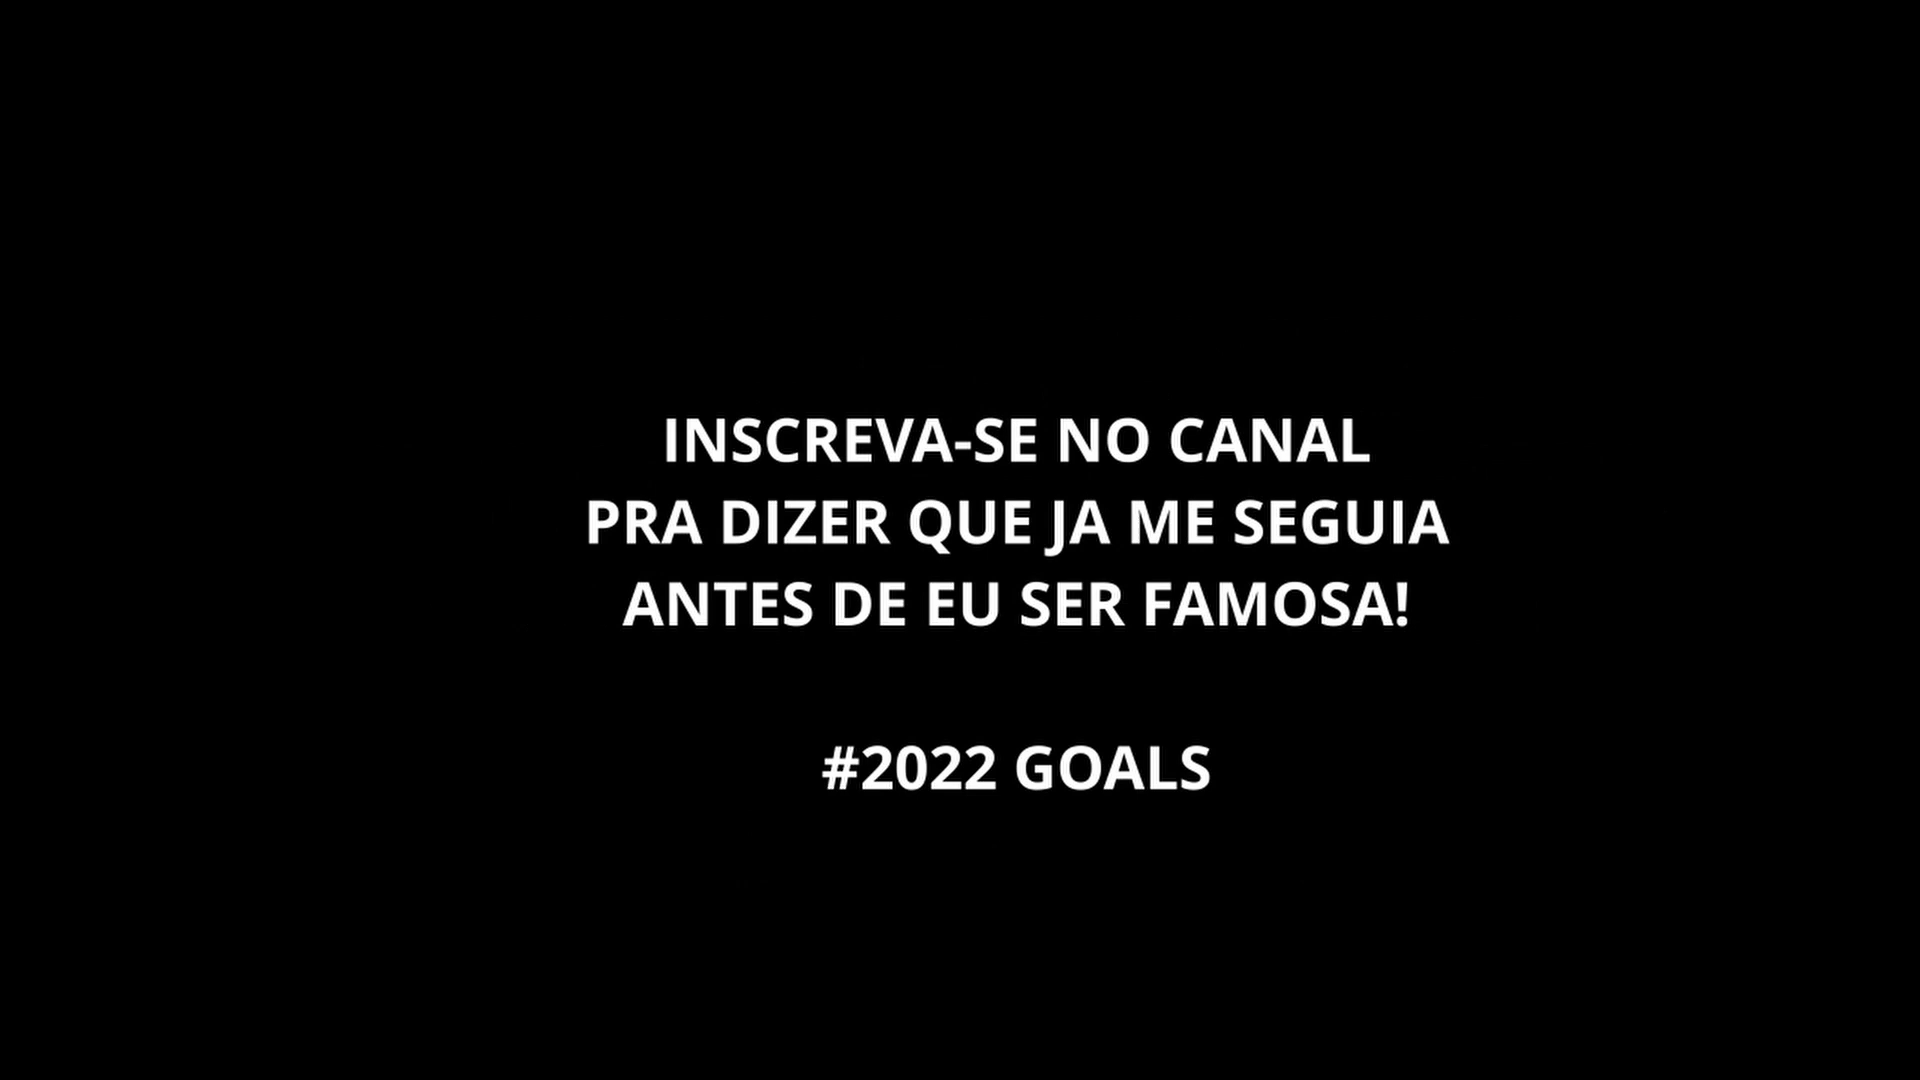 INSCREVA-SE NO CANAL
PRA DIZER QUE JA ME SEGUIA
ANTES DE EU SER FAMOSA!
#2022 GOALS